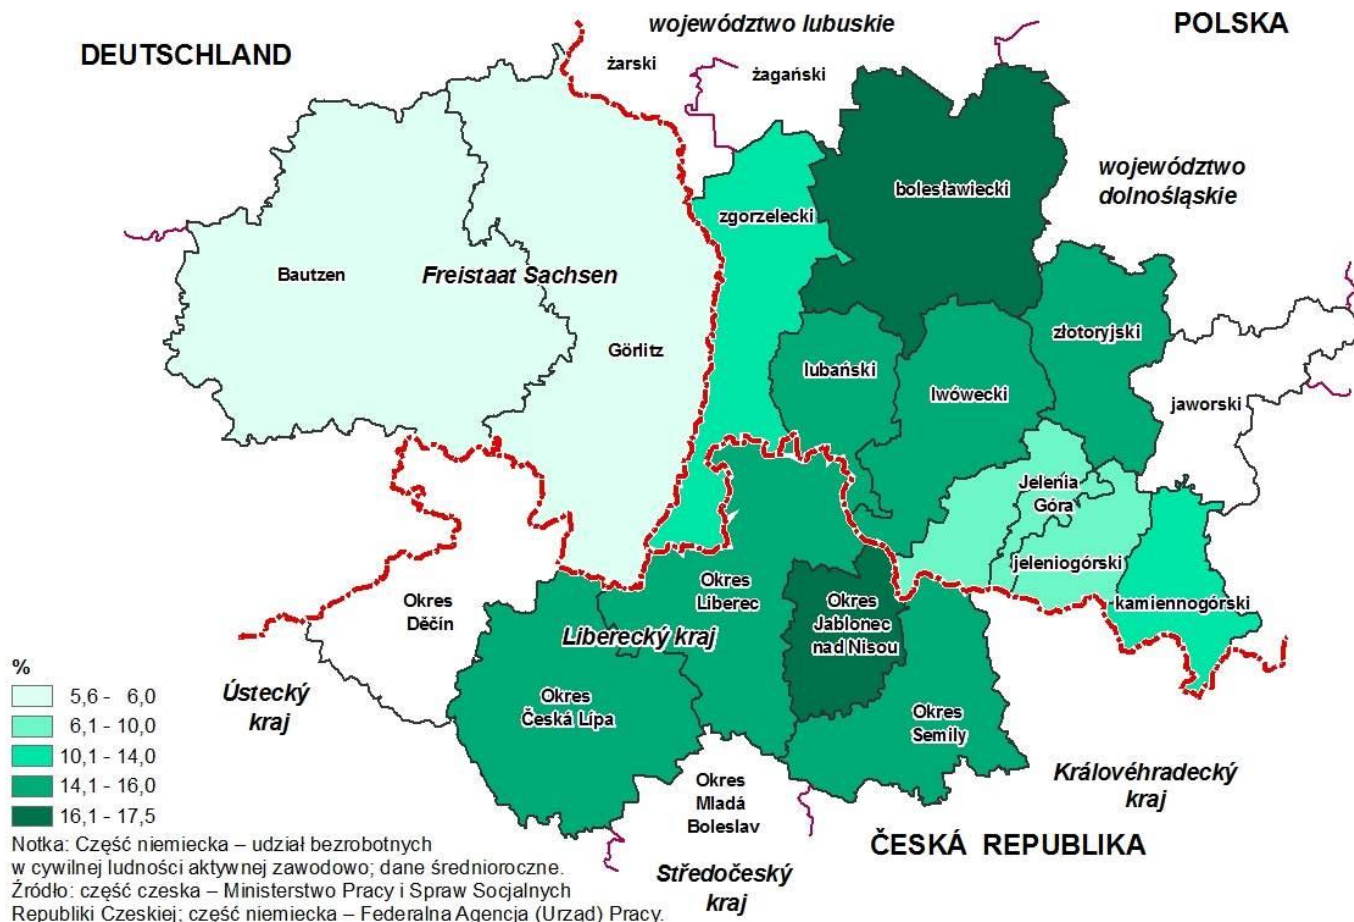 województwo lubuskie
POLSKA
DEUTSCHLAND
żarski
żagański
województwo
dolnośląskie
bolesławiecki
zgorzelecki
Bautzen
Freistaat Sachsen
Görlitz
złotoryjski
lubański
lwówecki
jaworski
Jelenia
Góra
jeleniogórski
kamiennogórski
Okres
Liberec
Okres
Děčín
Okres
Jablonec
nad Nisou
Liberecký kraj
Ústecký
kraj
Okres
Česká Lípa
Okres
Semily
Okres
Mladá
Boleslav
Královéhradecký
kraj
ČESKÁ REPUBLIKA
Středočeský
kraj
%
5,6 - 6,0
6,1 - 10,0
10,1 - 14,0
14,1 - 16,0
16,1 - 17,5
Notka: Część niemiecka – udział bezrobotnych
w cywilnej ludności aktywnej zawodowo; dane średnioroczne.
Źródło: część czeska – Ministerstwo Pracy i Spraw Socjalnych
Republiki Czeskiej; część niemiecka – Federalna Agencja (Urząd) Pracy.